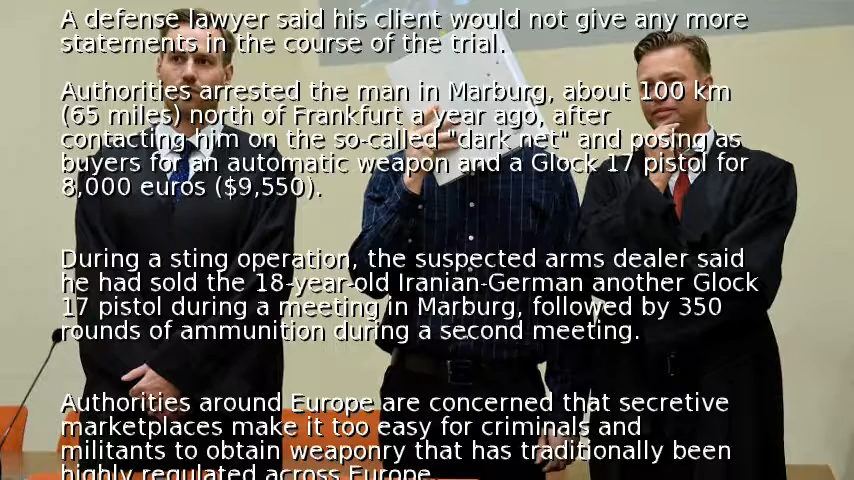 A defense lawyer said his client would not give any more
statements in the course of the trial.
Authorities arrested the man in Marburg, about 100 km
(65 miles) north of Frankfurt a year ago, after
contacting him on the so-called "dark net" and posing as
buyers for an automatic weapon and a Glock 17 pistol for
8,000 euros ($9,550).
During a sting operation, the suspected arms dealer said
he had sold the 18-year-old Iranian-German another Glock
17 pistol during a meeting in Marburg, followed by 350
rounds of ammunition during a second meeting.
Authorities around Europe are concerned that secretive
marketplaces make it too easy for criminals and
militants to obtain weaponry that has traditionally been
highly regulated across Europe.